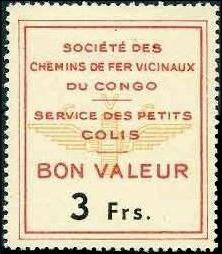 SOCIÉTÉ DES
CHEMINS DE FER VICINAUX
DU CONGO
SERVICE DES PETITS
COLIS
BON VALEUR
3 Frs.